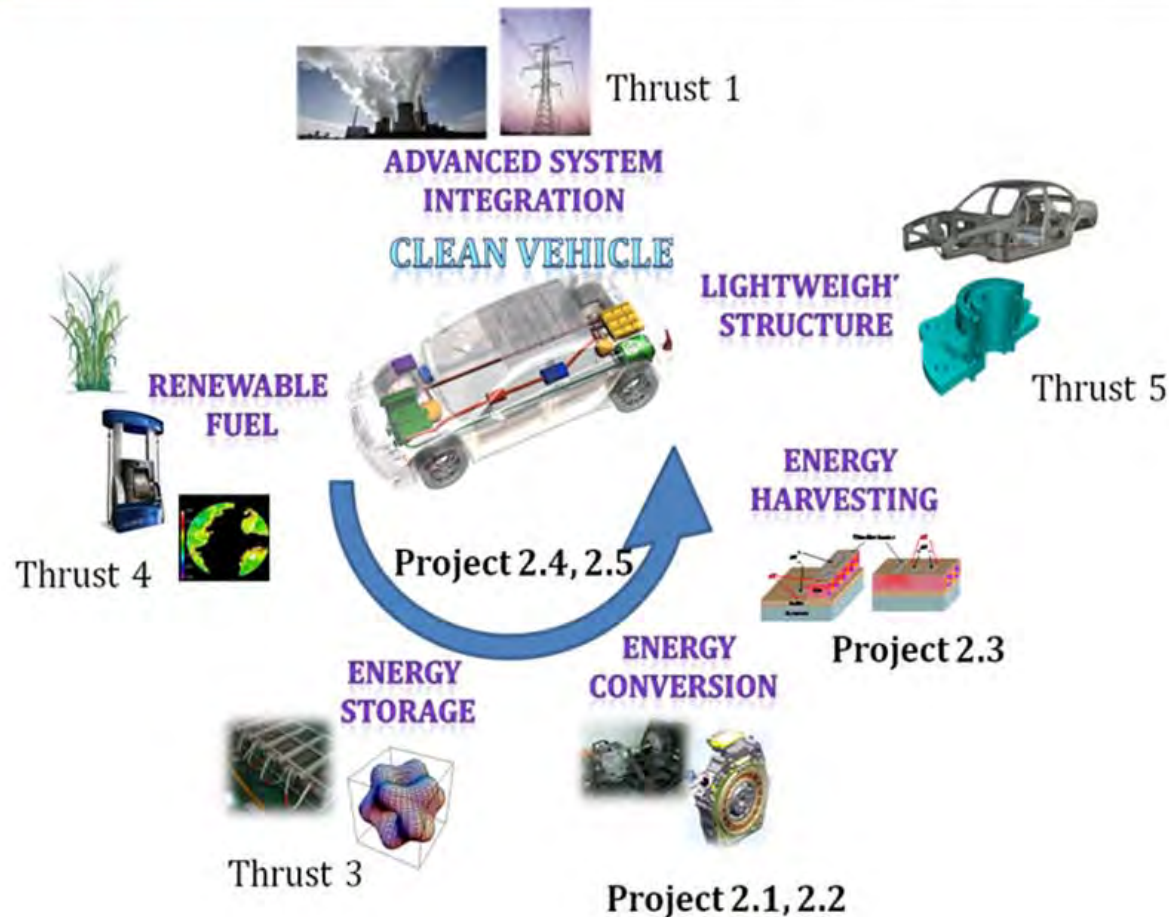 Thrust 1
ADVANCED SYSTEM
INTEGRATION
CLEAN VEHICLE
LIGHTWEIGH
STRUCTURE
Thrust 5
RENEWABLE
FUEL
Thrust 4
ENERGY
HARVESTING
Project 2.4, 2.5
Project 2.3
ENERGY
STORAGE
ENERGY
CONVERSION
Thrust 3
Project 2.1, 2.2